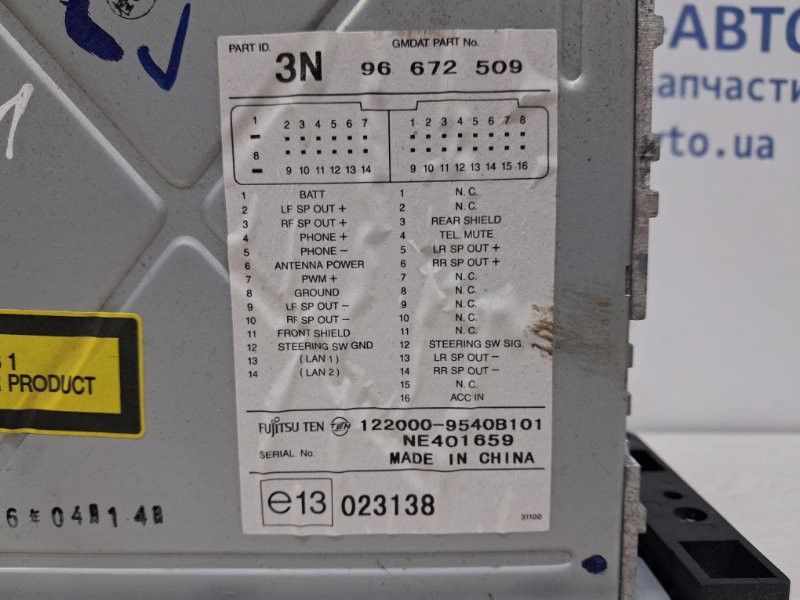 PART ID. 3N GMDAT PART No. 96 672 509
1 2 3 4 5 6 7 1 2 3 4 5 6 7 8
8 9 10 11 12 13 14 9 10 11 12 13 14 15 16
1 BATT 1 N.C.
2 LF SP OUT + 2 N.C.
3 RF SP OUT + 3 REAR SHIELD
4 PHONE + 4 TEL. MUTE
5 PHONE - 5 LR SP OUT +
6 ANTENNA POWER 6 RR SP OUT +
7 PWM + 7 N.C.
8 GROUND 8 N.C.
9 LF SP OUT - 9 N.C.
10 RF SP OUT - 10 N.C.
11 FRONT SHIELD 11 N.C.
12 STEERING SW GND 12 STEERING SW SIG.
13 ( LAN 1 ) 13 LR SP OUT -
14 ( LAN 2 ) 14 RR SP OUT -
15 N.C.
16 ACC IN
FUJITSU TEN TEN 122000-9540B101
NE401659
SERIAL No. MADE IN CHINA
e13 023138
31100
1
PRODUCT
-АВТО
запчасти
вто.ua